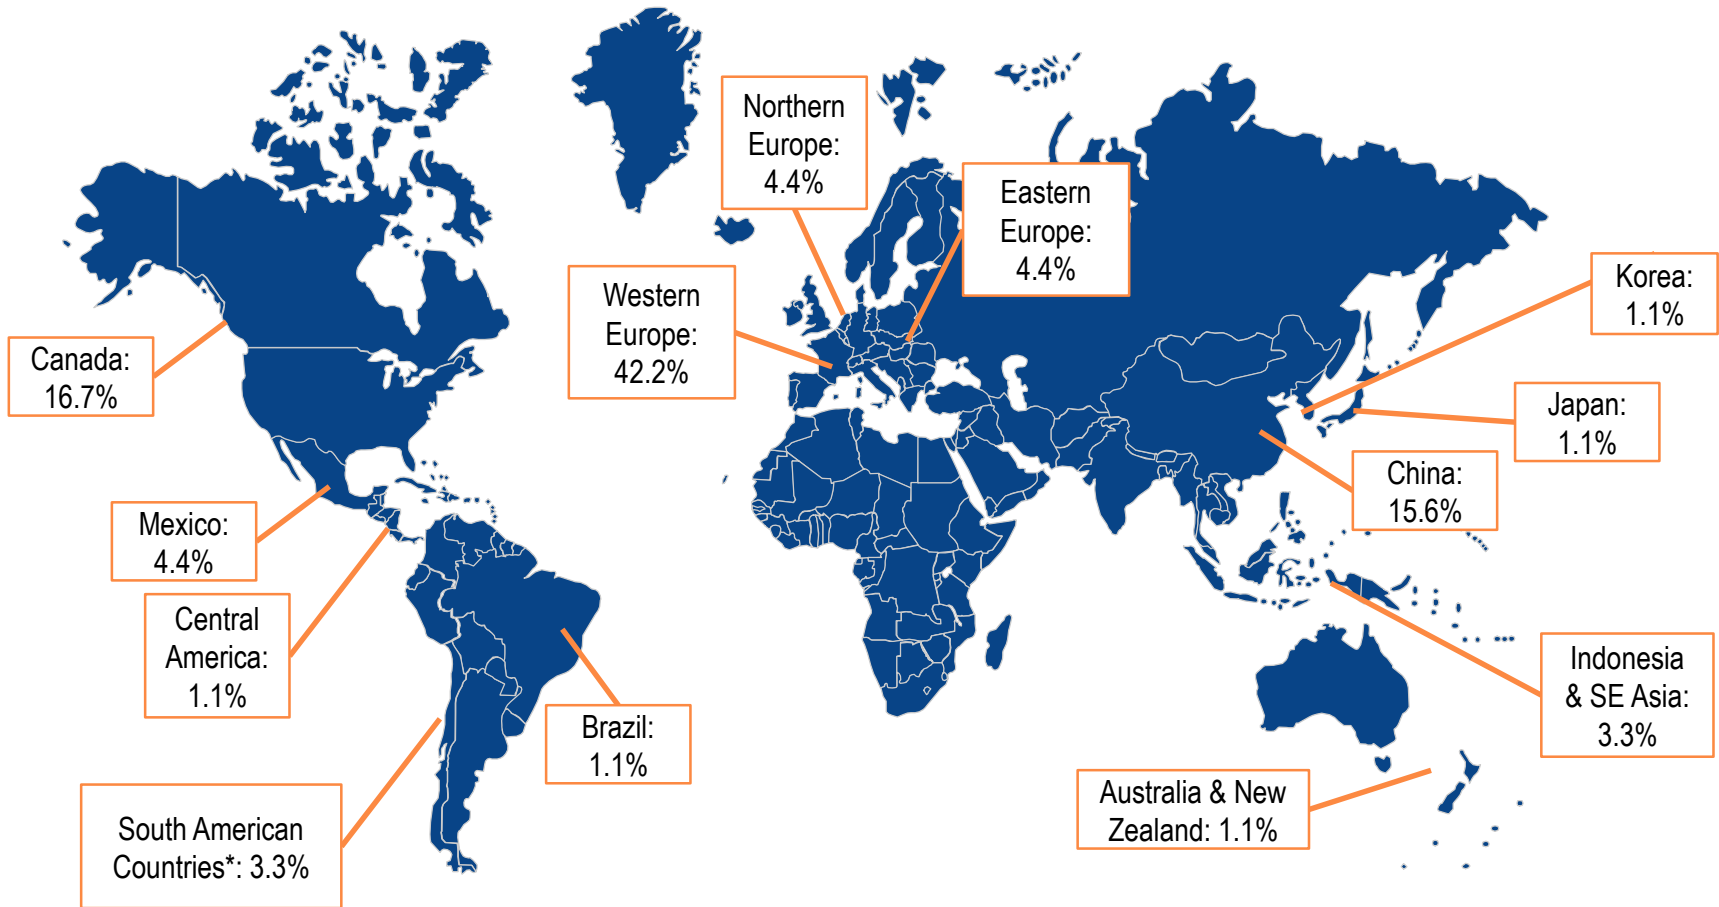 Northern
Europe:
4.4%
Eastern
Europe:
4.4%
Western
Europe:
42.2%
Korea:
1.1%
Canada:
16.7%
Japan:
1.1%
China:
15.6%
Mexico:
4.4%
Central
America:
1.1%
Indonesia
& SE Asia:
3.3%
Brazil:
1.1%
Australia & New
Zealand: 1.1%
South American
Countries*: 3.3%